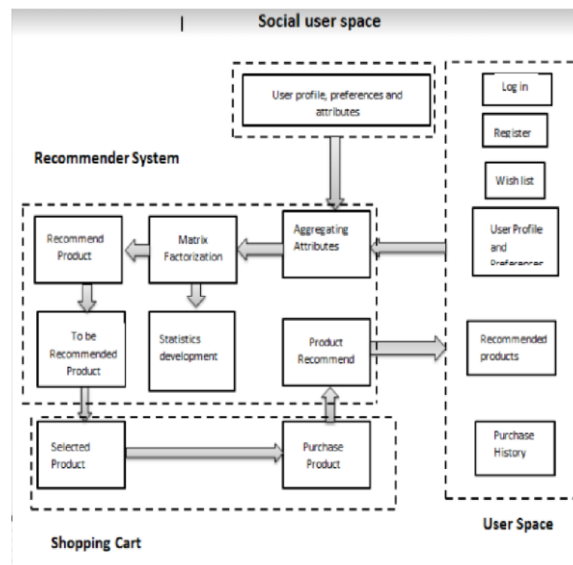 Social user space
User profile, preferences and
attributes
Log in
Register
Wish list
Recommender System
Recommend
Product
Matrix
Factorization
Aggregating
Attributes
User Profile
and
Preferences
To be
Recommended
Product
Statistics
development
Product
Recommend
Recommended
products
Selected
Product
Purchase
Product
Purchase
History
User Space
Shopping Cart